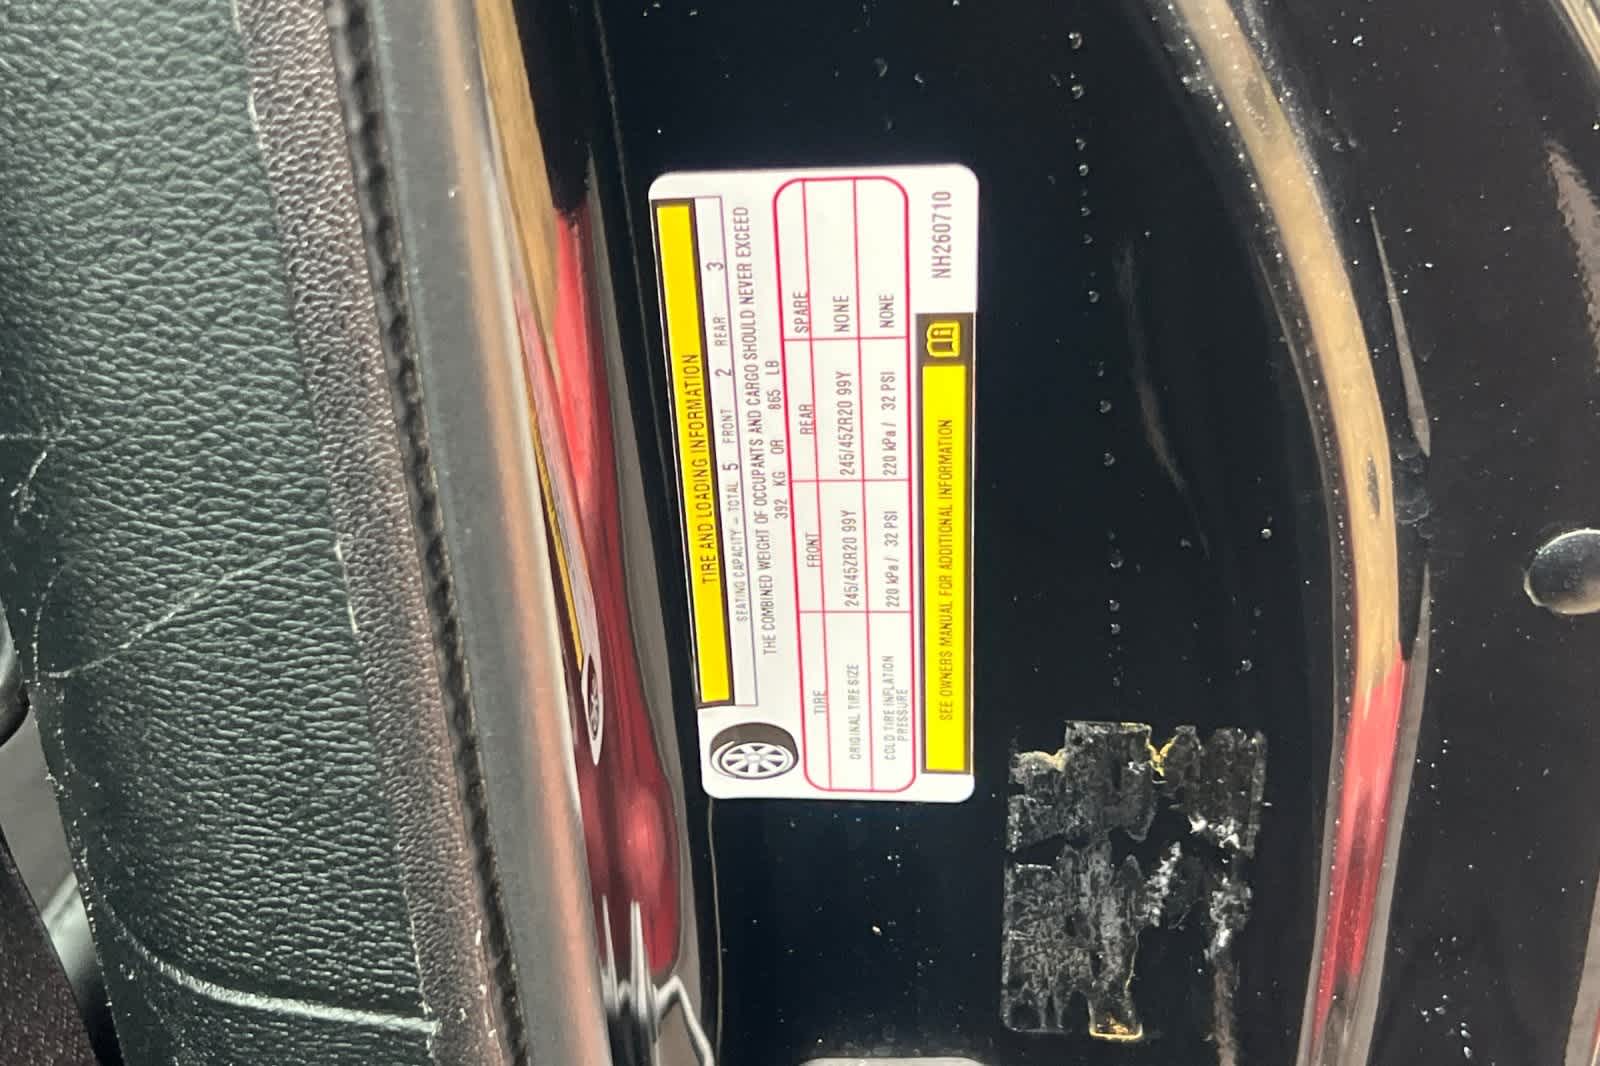 TIRE AND LOADING INFORMATION
SEATING CAPACITY – TOTAL 5 FRONT 2 REAR 3
THE COMBINED WEIGHT OF OCCUPANTS AND CARGO SHOULD NEVER EXCEED
392 KG OR 865 LB
TIRE FRONT REAR SPARE
ORIGINAL TIRE SIZE 245/45ZR20 99Y 245/45ZR20 99Y NONE
COLD TIRE INFLATION PRESSURE 220 kPa / 32 PSI 220 kPa / 32 PSI NONE
SEE OWNERS MANUAL FOR ADDITIONAL INFORMATION
NH260710